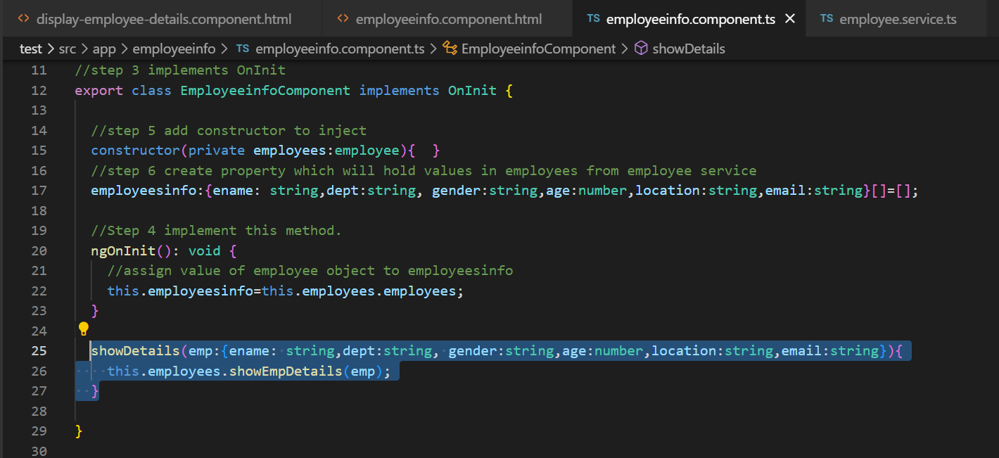 <> display-employee-details.component.html <> employeeinfo.component.html TS employeeinfo.component.ts × TS employee.service.ts
test > src > app > employeeinfo > TS employeeinfo.component.ts > EmployeeinfoComponent > showDetails
11 //step 3 implements OnInit
12 export class EmployeeinfoComponent implements OnInit {
13
14 //step 5 add constructor to inject
15 constructor(private employees:employee){  }
16 //step 6 create property which will hold values in employees from employee service
17 employeesinfo:{ename: string,dept:string, gender:string,age:number,location:string,email:string}[]=[];
18
19 //Step 4 implement this method.
20 ngOnInit(): void {
21 //assign value of employee object to employeesinfo
22 this.employeesinfo=this.employees.employees;
23 }
24
25 showDetails(emp:{ename: string,dept:string, gender:string,age:number,location:string,email:string}){
26 this.employees.showEmpDetails(emp);
27 }
28
29 }
30